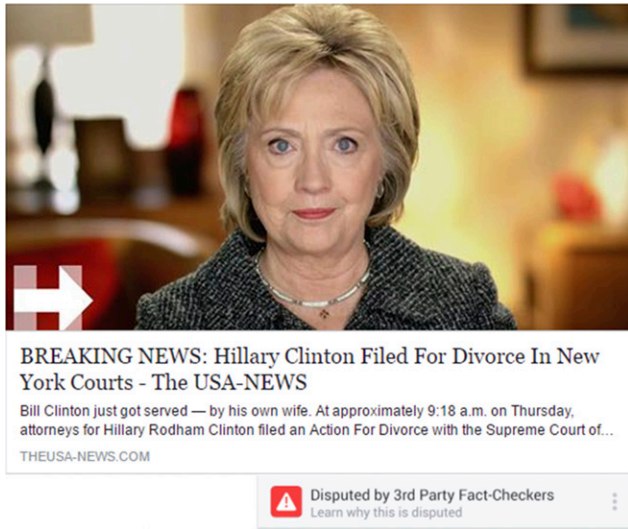 BREAKING NEWS: Hillary Clinton Filed For Divorce In New
York Courts - The USA-NEWS
Bill Clinton just got served — by his own wife. At approximately 9:18 a.m. on Thursday,
attorneys for Hillary Rodham Clinton filed an Action For Divorce with the Supreme Court of...
THEUSA-NEWS.COM
Disputed by 3rd Party Fact-Checkers
Learn why this is disputed